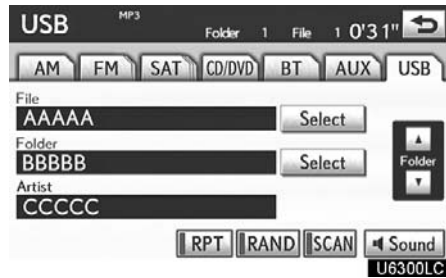 USB MP3 Folder 1 File 1 0'31"
AM FM SAT CD/DVD BT AUX USB
File
AAAAA Select
Folder
BBBBB Select
Folder
Artist
CCCCC
RPT RAND SCAN Sound
U6300LC